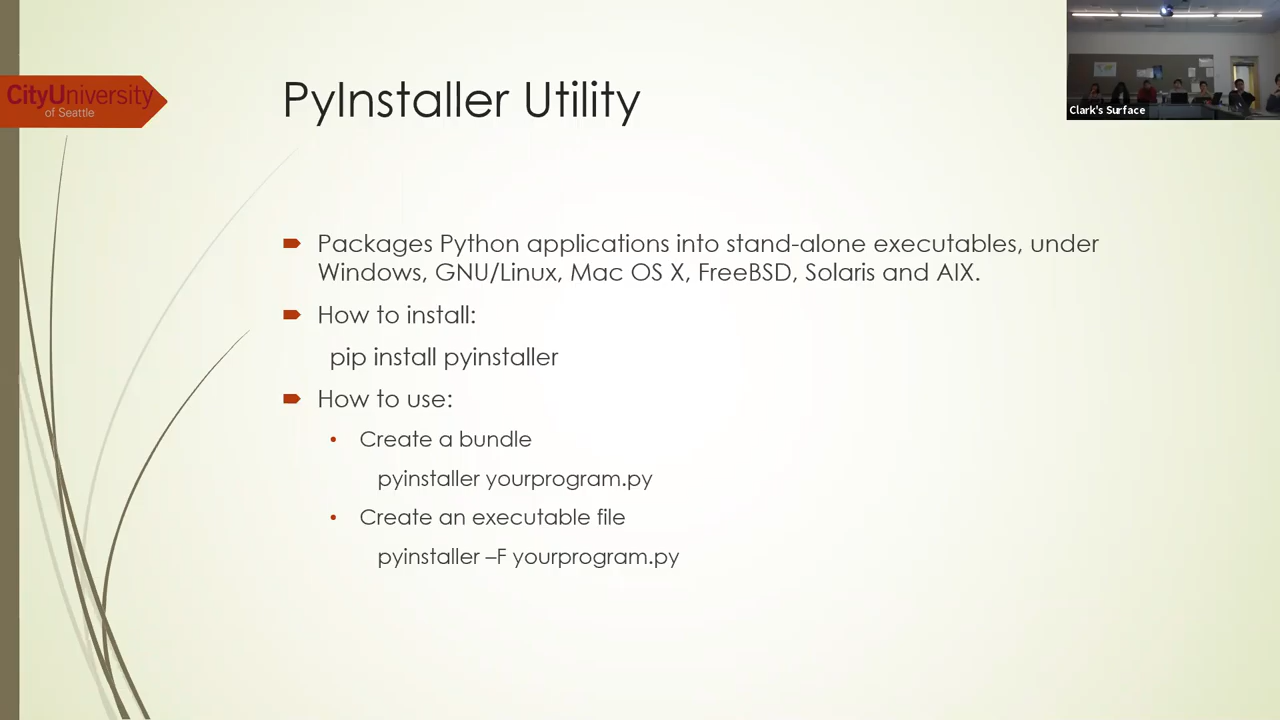 CityUniversity
of Seattle
PyInstaller Utility
Clark's Surface
Packages Python applications into stand-alone executables, under
Windows, GNU/Linux, Mac OS X, FreeBSD, Solaris and AIX.
How to install:
pip install pyinstaller
How to use:
• Create a bundle
pyinstaller yourprogram.py
• Create an executable file
pyinstaller –F yourprogram.py